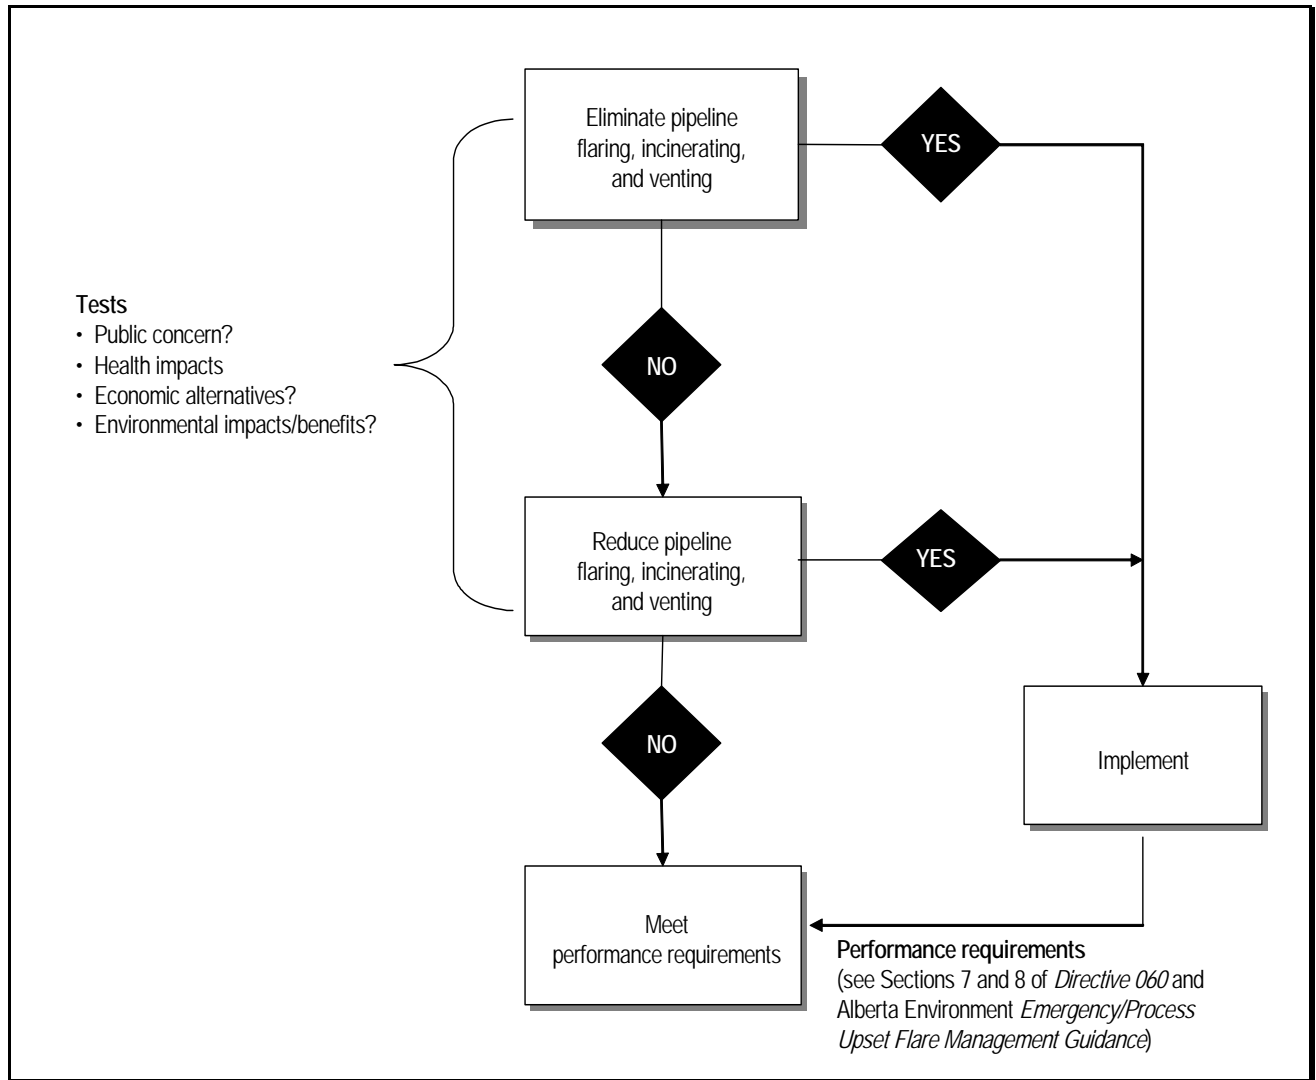 Eliminate pipeline
flaring, incinerating,
and venting
YES
Tests
• Public concern?
• Health impacts
• Economic alternatives?
• Environmental impacts/benefits?
NO
Reduce pipeline
flaring, incinerating,
and venting
YES
NO
Implement
Meet
performance requirements
Performance requirements
(see Sections 7 and 8 of Directive 060 and
Alberta Environment Emergency/Process
Upset Flare Management Guidance)